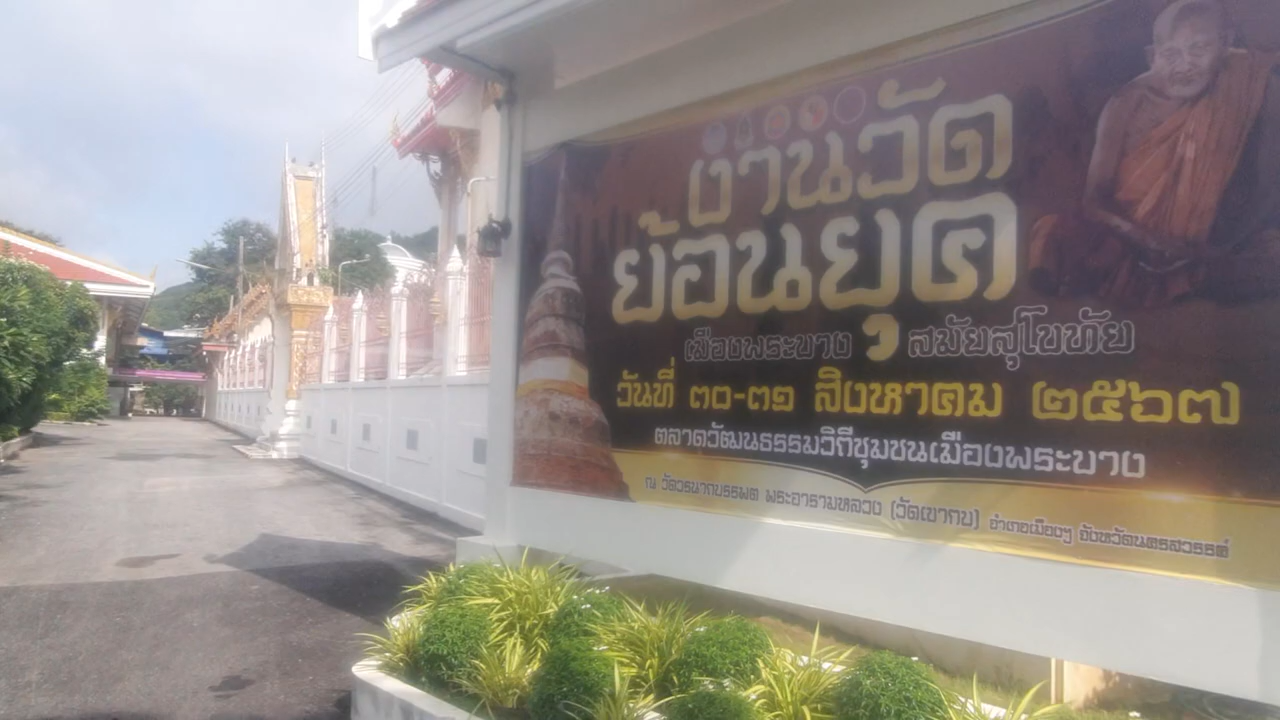 งานวัด
ย้อนยุค
เมืองพระบาง สมัยสุโขทัย
วันที่ ๓๐-๓๑ สิงหาคม ๒๕๖๗
ตลาดวัฒนธรรมวิถีชุมชนเมืองพระบาง
ณ วัดวรนาถบรรพต พระอารามหลวง (วัดเขากบ) อำเภอเมืองฯ จังหวัดนครสวรรค์